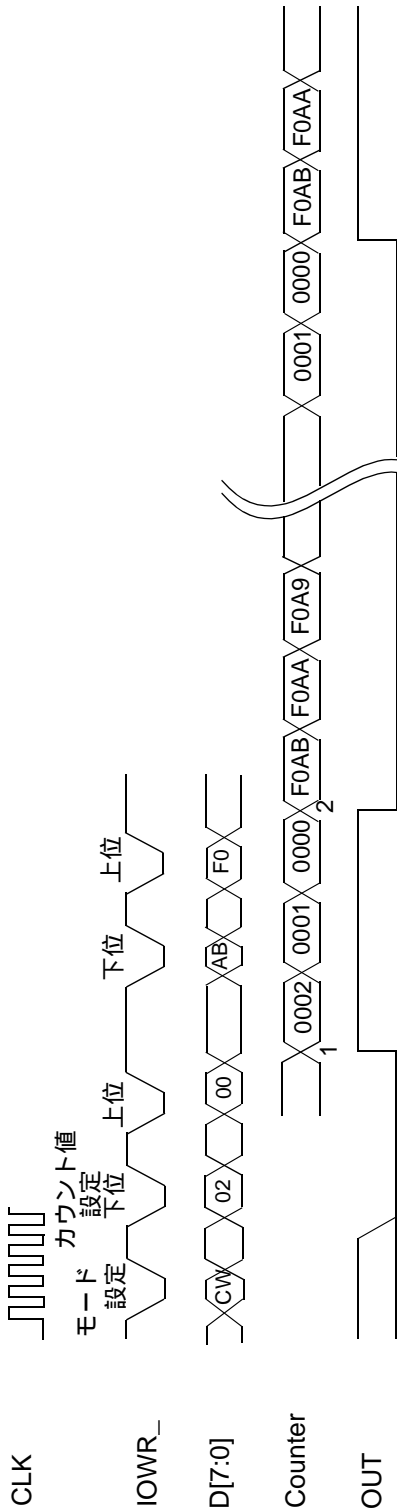 CLK
モード
設定
カウント値
設定
下位
上位
下位
上位
IOWR_
D[7:0]
CW
02
00
AB
F0
Counter
0002
0001
0000
F0AB
F0AA
F0A9
0001
0000
F0AB
F0AA
1
2
OUT